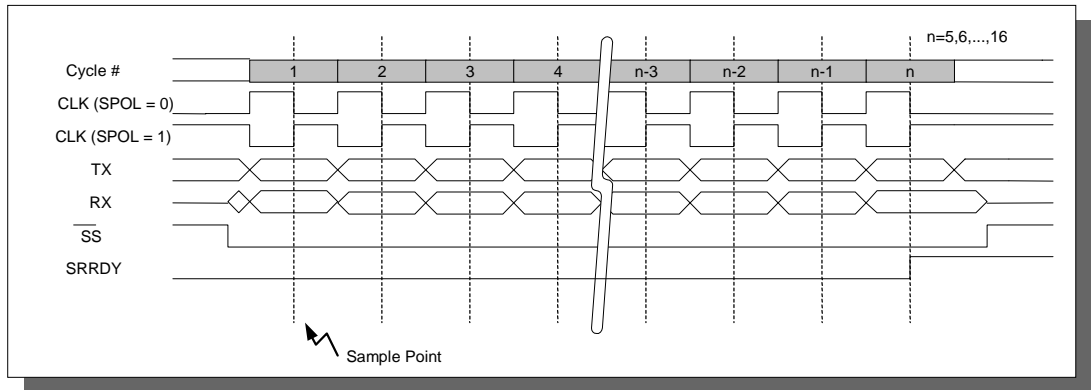 n=5,6,...,16
Cycle # 1 2 3 4 n-3 n-2 n-1 n
CLK (SPOL = 0)
CLK (SPOL = 1)
TX
RX
SS
SRRDY
Sample Point